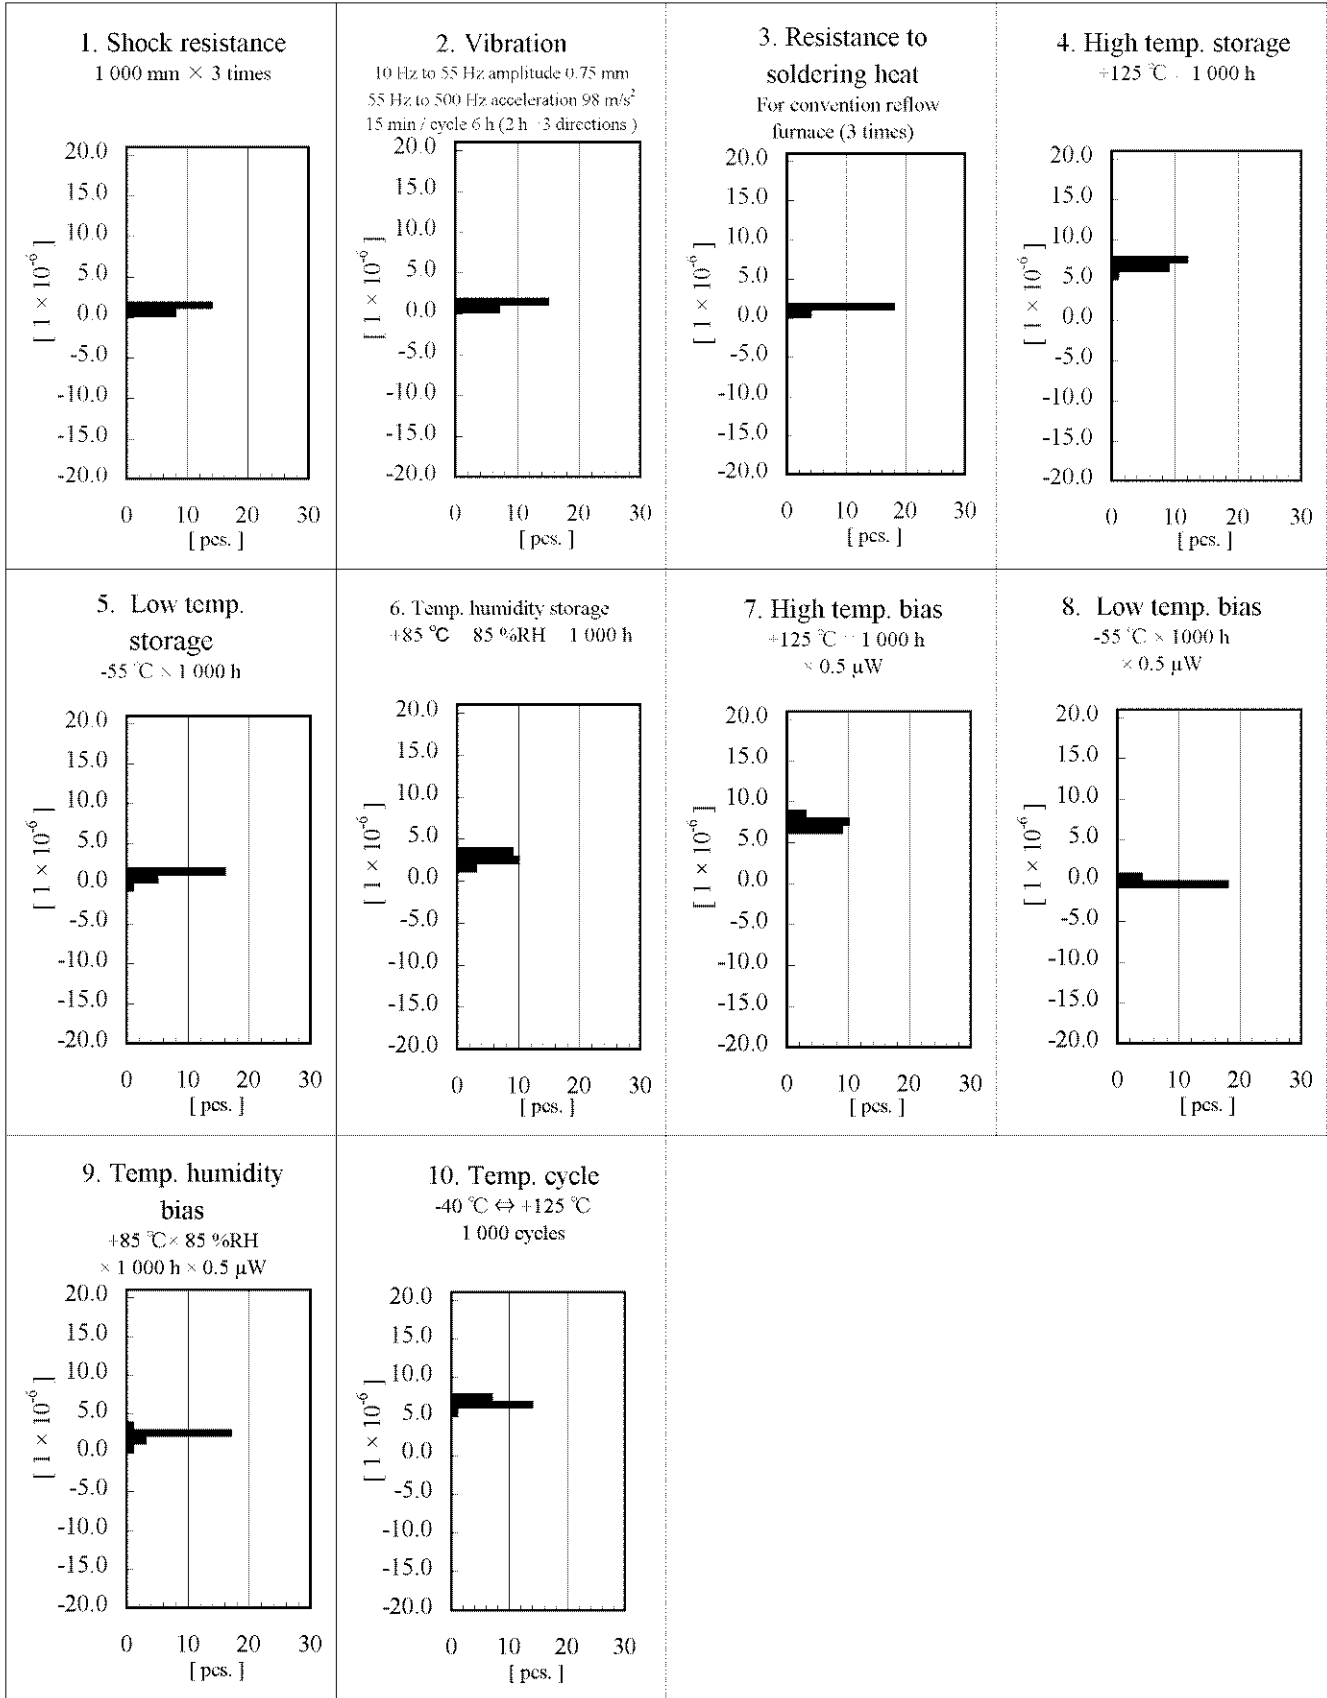 1. Shock resistance
1 000 mm × 3 times
20.0
15.0
10.0
5.0
0.0
-5.0
-10.0
-15.0
-20.0
[ 1 × 10⁻⁶ ]
0 10 20 30
[ pcs. ]
2. Vibration
10 Hz to 55 Hz amplitude 0.75 mm
55 Hz to 500 Hz acceleration 98 m/s²
15 min / cycle 6 h (2 h 3 directions )
20.0
15.0
10.0
5.0
0.0
-5.0
-10.0
-15.0
-20.0
[ 1 × 10⁻⁶ ]
0 10 20 30
[ pcs. ]
3. Resistance to
soldering heat
For convention reflow
furnace (3 times)
20.0
15.0
10.0
5.0
0.0
-5.0
-10.0
-15.0
-20.0
[ 1 × 10⁻⁶ ]
0 10 20 30
[ pcs. ]
4. High temp. storage
+125 °C 1 000 h
20.0
15.0
10.0
5.0
0.0
-5.0
-10.0
-15.0
-20.0
[ 1 × 10⁻⁶ ]
0 10 20 30
[ pcs. ]
5. Low temp.
storage
-55 °C × 1 000 h
20.0
15.0
10.0
5.0
0.0
-5.0
-10.0
-15.0
-20.0
[ 1 × 10⁻⁶ ]
0 10 20 30
[ pcs. ]
6. Temp. humidity storage
+85 °C 85 %RH 1 000 h
20.0
15.0
10.0
5.0
0.0
-5.0
-10.0
-15.0
-20.0
[ 1 × 10⁻⁶ ]
0 10 20 30
[ pcs. ]
7. High temp. bias
+125 °C 1 000 h
× 0.5 µW
20.0
15.0
10.0
5.0
0.0
-5.0
-10.0
-15.0
-20.0
[ 1 × 10⁻⁶ ]
0 10 20 30
[ pcs. ]
8. Low temp. bias
-55 °C × 1000 h
× 0.5 µW
20.0
15.0
10.0
5.0
0.0
-5.0
-10.0
-15.0
-20.0
[ 1 × 10⁻⁶ ]
0 10 20 30
[ pcs. ]
9. Temp. humidity
bias
+85 °C × 85 %RH
× 1 000 h × 0.5 µW
20.0
15.0
10.0
5.0
0.0
-5.0
-10.0
-15.0
-20.0
[ 1 × 10⁻⁶ ]
0 10 20 30
[ pcs. ]
10. Temp. cycle
-40 °C ⇔ +125 °C
1 000 cycles
20.0
15.0
10.0
5.0
0.0
-5.0
-10.0
-15.0
-20.0
[ 1 × 10⁻⁶ ]
0 10 20 30
[ pcs. ]